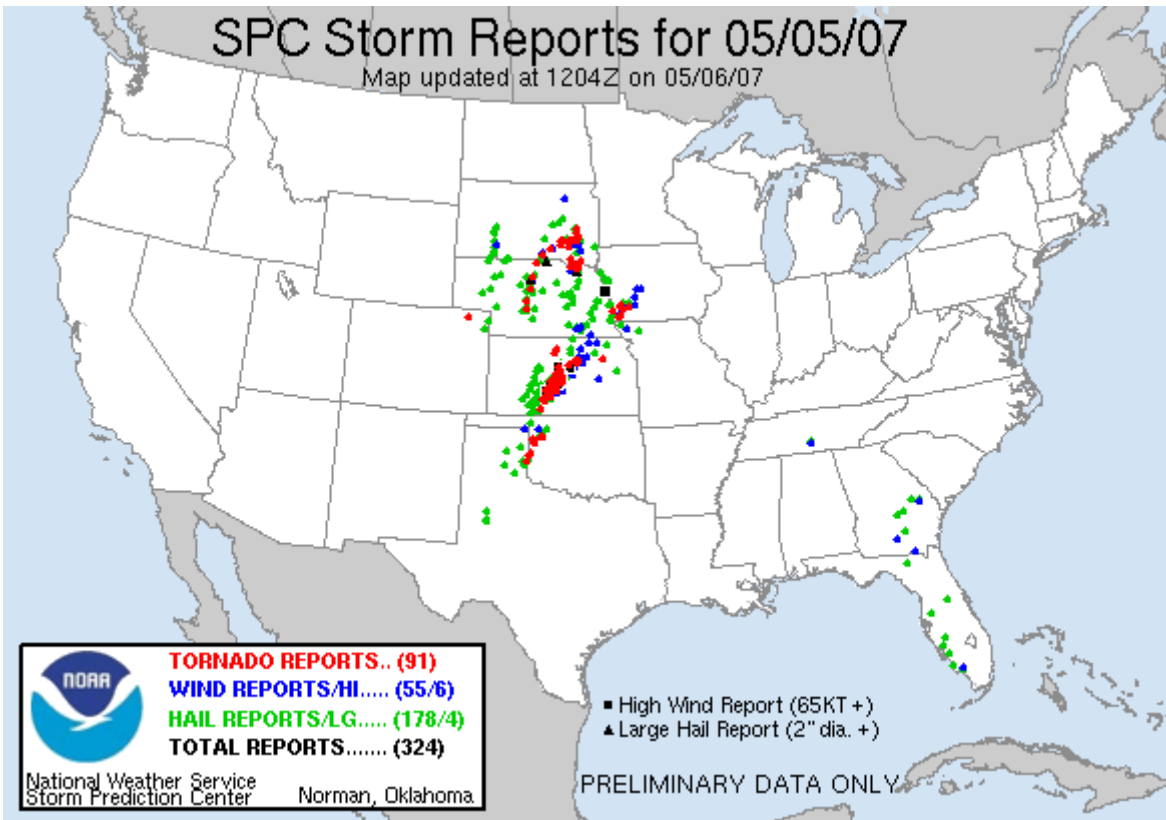 SPC Storm Reports for 05/05/07
Map updated at 1204Z on 05/06/07
NOAA
TORNADO REPORTS.. (91)
WIND REPORTS/HI..... (55/6)
HAIL REPORTS/LG..... (178/4)
TOTAL REPORTS....... (324)
National Weather Service
Storm Prediction Center Norman, Oklahoma
■ High Wind Report (65KT +)
▲ Large Hail Report (2" dia. +)
PRELIMINARY DATA ONLY